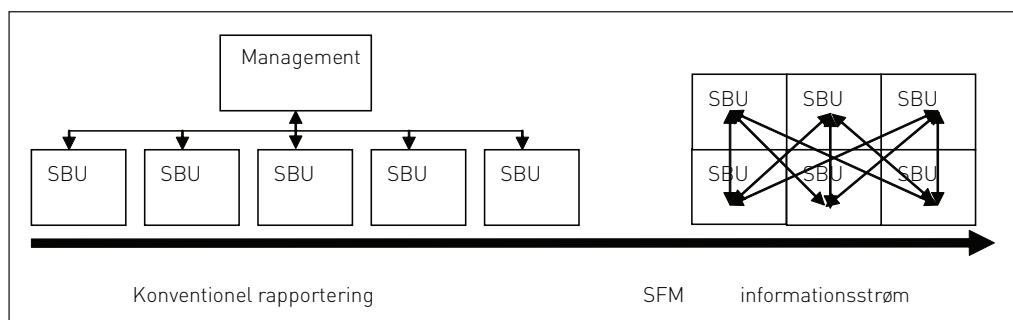 Management
SBU SBU SBU
SBU SBU SBU SBU SBU SBU SBU SBU
Konventionel rapportering SFM informationsstrøm